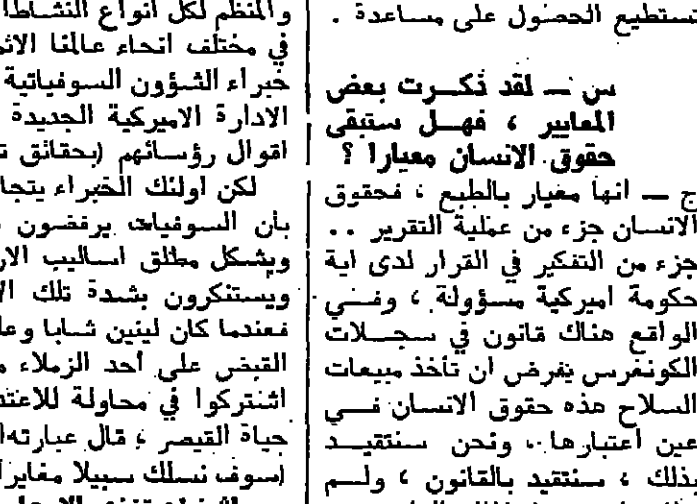 تستطيع الحصول على مساعدة .
س — لقد ذكرت بعض
المعايير ، فهل ستبقى
حقوق الانسان معيارا ؟
ج — انها معيار بالطبع ، فحقوق
الانسان جزء من عملية التقرير ..
جزء من التفكير في القرار لدى اية
حكومة اميركية مسؤولة ، وفي
الواقع هناك قانون في سجلات
الكونغرس يفرض ان تأخذ مبيعات
السلاح هذه حقوق الانسان في
عين اعتبارها .. ونحن سنتقيد
بذلك ، سنتقيد بالقانون ، ولم
والمنظم لكل انواع النشاطا
في مختلف انحاء عالمنا الاث
خبراء الشؤون السوفياتية
الادارة الاميركية الجديدة
اقوال رؤسائهم (بحقائق ت
لكن اولئك الخبراء يتجا
بأن السوفيات يرفضون
وبشكل مطلق اساليب الار
ويستنكرون بشدة تلك الا
فعندما كان لينين شابا وعل
القبض على أحد الزملاء م
اشتركوا في محاولة للاعتد
حياة القيصر ، قال عبارته ا
(سوف نسلك سبيلا مغايرا